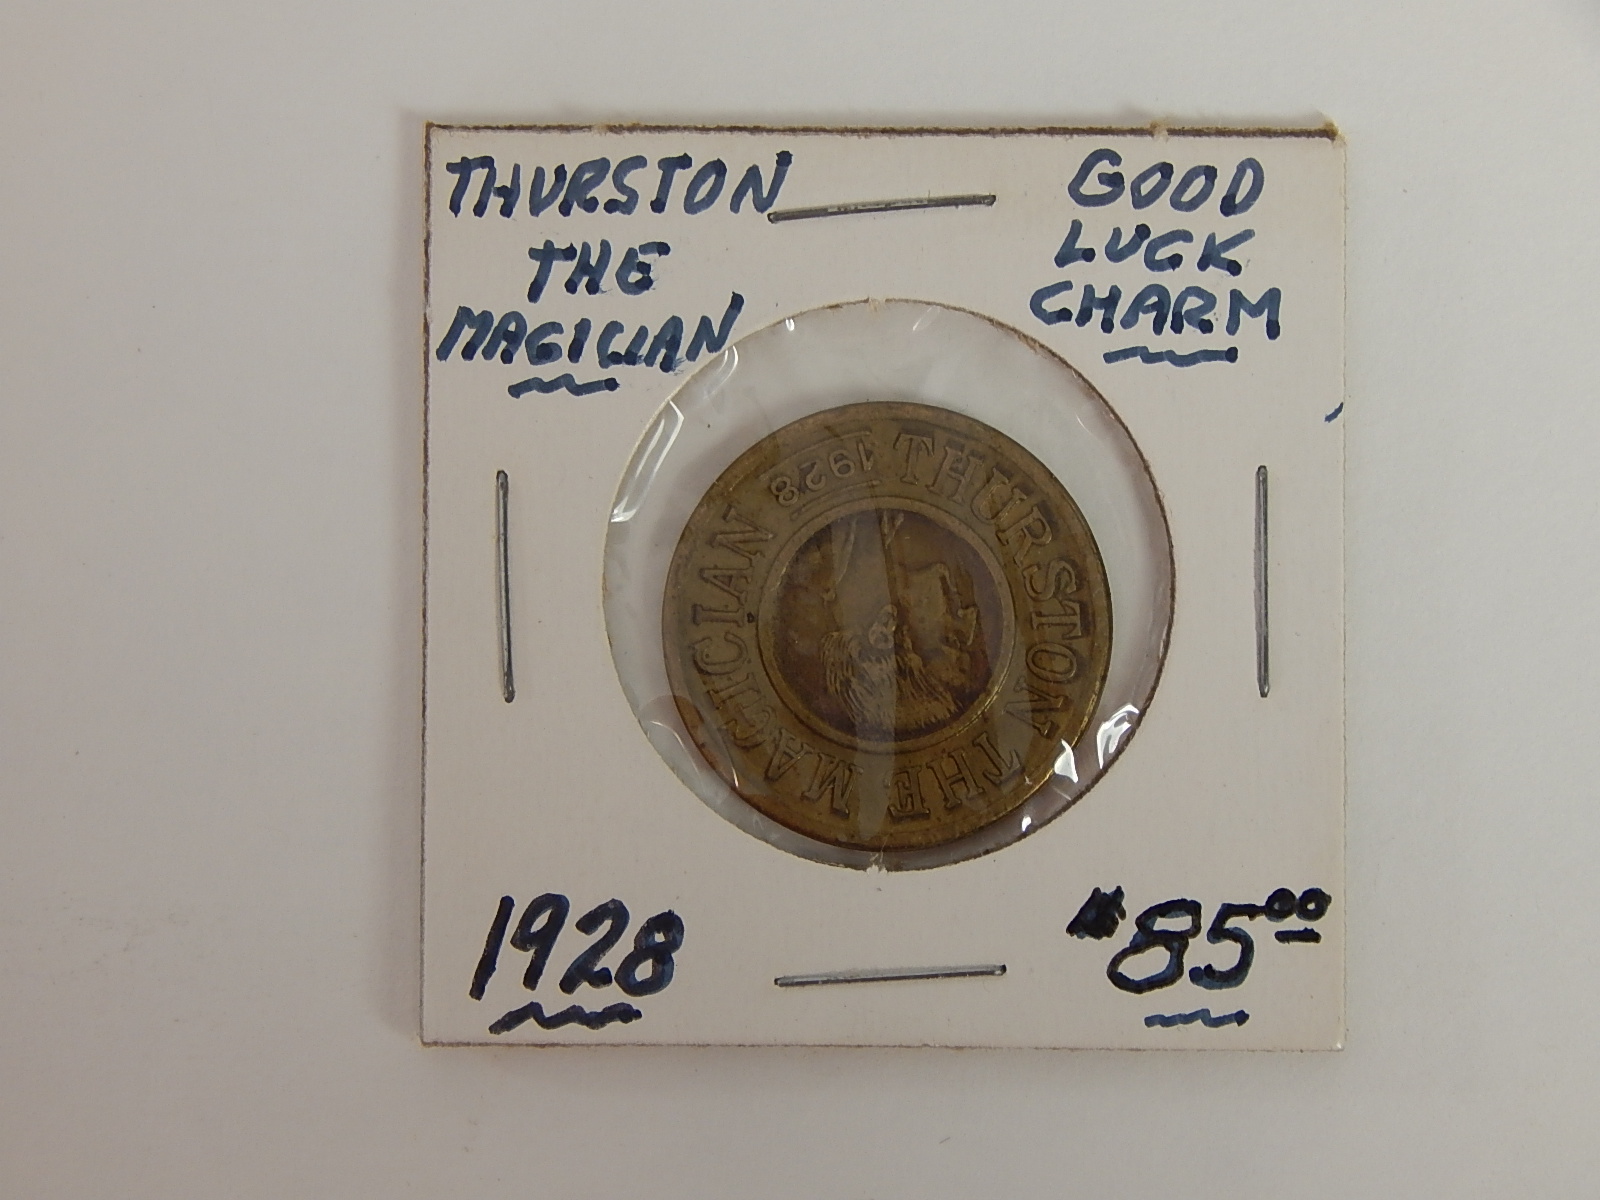 THURSTON
THE
MAGICIAN
GOOD
LUCK
CHARM
THURSTON THE MAGICIAN
1928
1928
$85.00